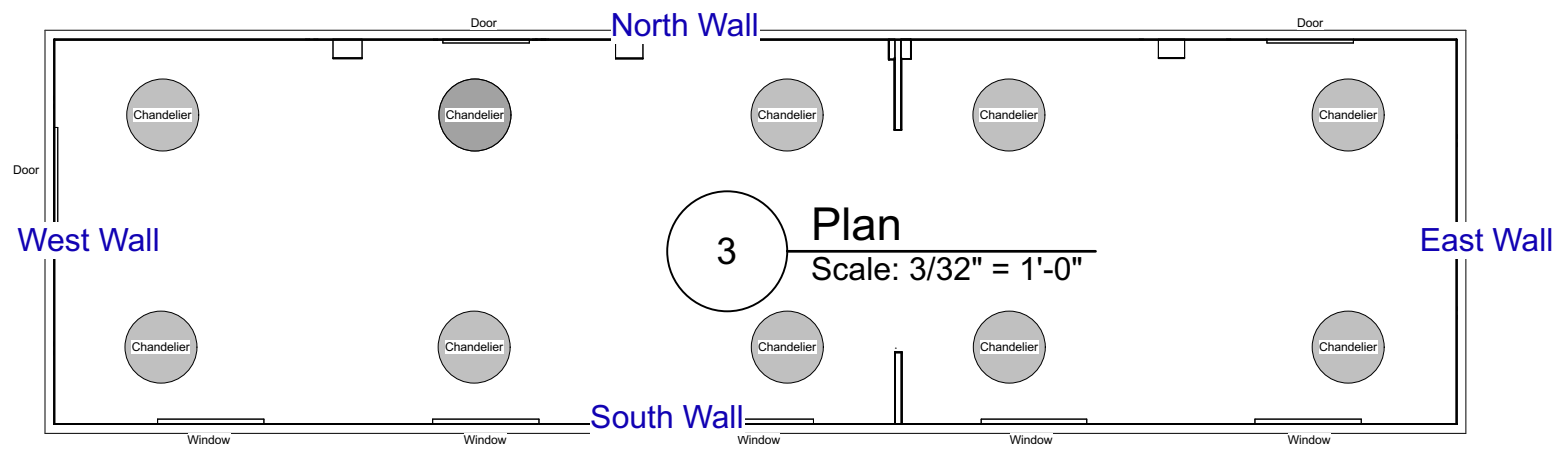 Door
North Wall
Door
Chandelier
Chandelier
Chandelier
Chandelier
Chandelier
Door
West Wall
3
Plan
Scale: 3/32" = 1'-0"
East Wall
Chandelier
Chandelier
Chandelier
Chandelier
Chandelier
South Wall
Window
Window
Window
Window
Window